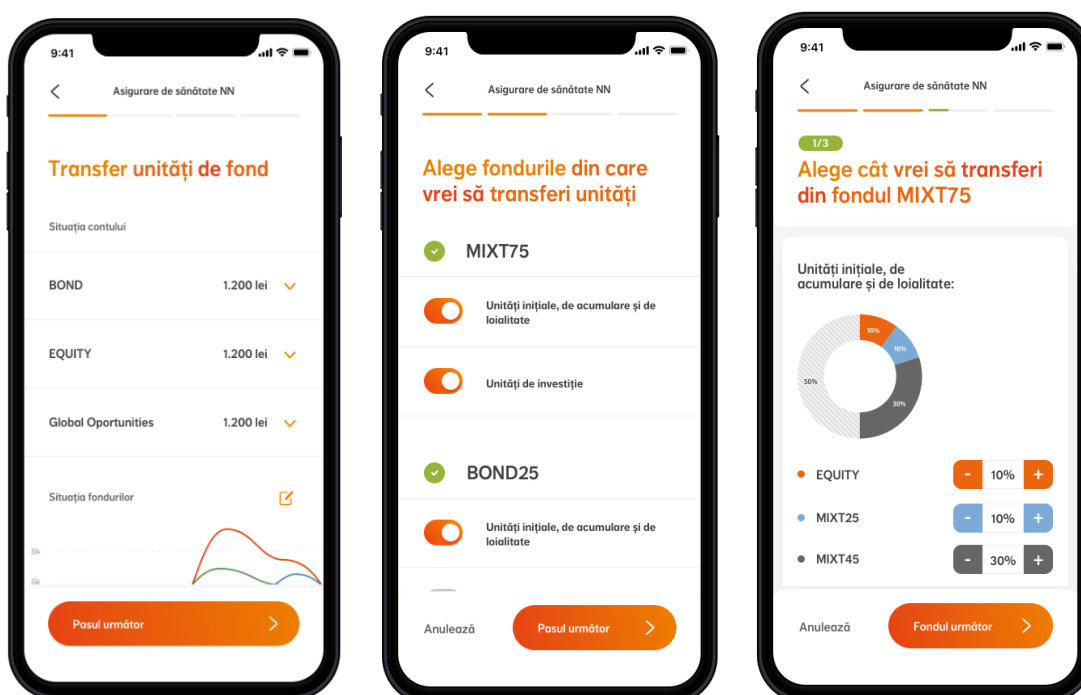 9:41
Asigurare de sănătate NN
Transfer unități de fond
Situația contului
BOND 1.200 lei
EQUITY 1.200 lei
Global Oportunities 1.200 lei
Situația fondurilor
8k
6k
Pasul următor
9:41
Asigurare de sănătate NN
Alege fondurile din care
vrei să transferi unități
MIXT75
Unități inițiale, de acumulare și de
loialitate
Unități de investiție
BOND25
Unități inițiale, de acumulare și de
loialitate
Anulează
Pasul următor
9:41
Asigurare de sănătate NN
1/3
Alege cât vrei să transferi
din fondul MIXT75
Unități inițiale, de
acumulare și de loialitate:
10%
10%
50%
30%
EQUITY - 10% +
MIXT25 - 10% +
MIXT45 - 30% +
Anulează
Fondul următor